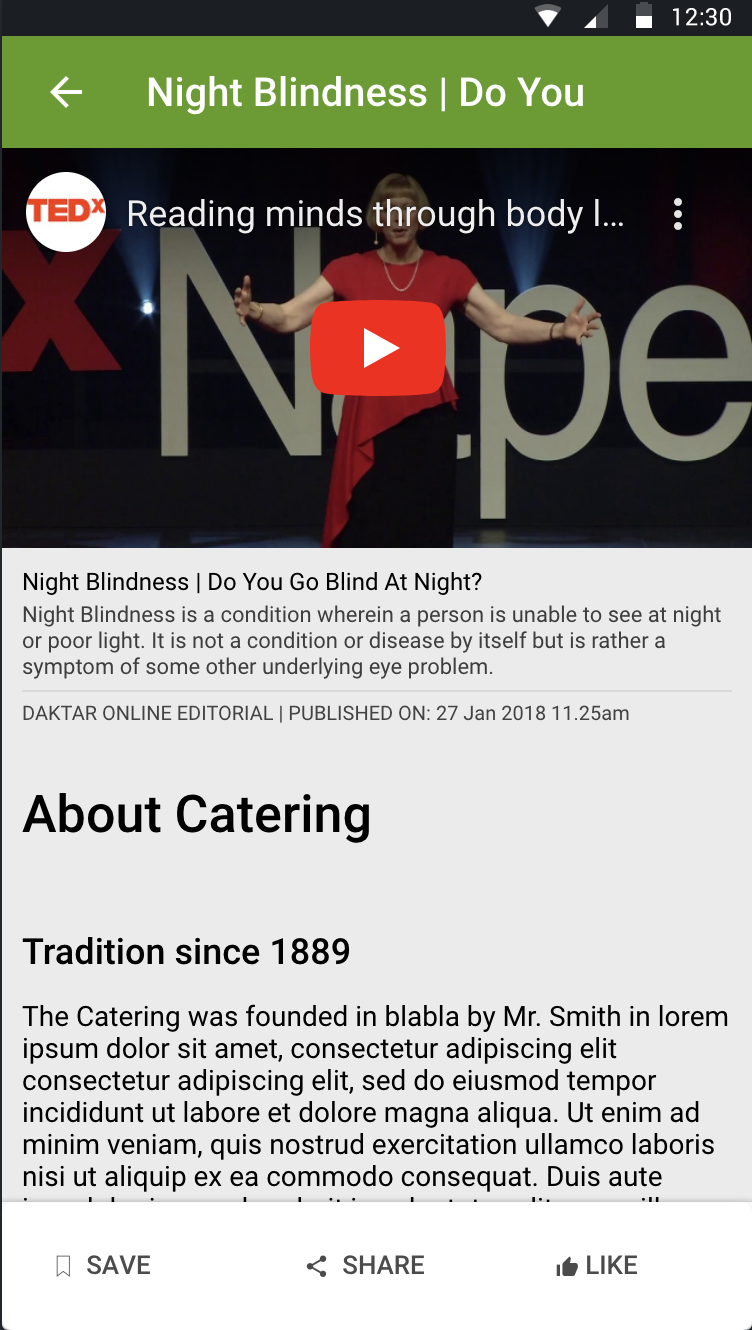 12:30
Night Blindness | Do You
TEDx
Reading minds through body l...
x Nape
Night Blindness | Do You Go Blind At Night?
Night Blindness is a condition wherein a person is unable to see at night
or poor light. It is not a condition or disease by itself but is rather a
symptom of some other underlying eye problem.
DAKTAR ONLINE EDITORIAL | PUBLISHED ON: 27 Jan 2018 11.25am
About Catering
Tradition since 1889
The Catering was founded in blabla by Mr. Smith in lorem
ipsum dolor sit amet, consectetur adipiscing elit
consectetur adipiscing elit, sed do eiusmod tempor
incididunt ut labore et dolore magna aliqua. Ut enim ad
minim veniam, quis nostrud exercitation ullamco laboris
nisi ut aliquip ex ea commodo consequat. Duis aute
SAVE
SHARE
LIKE